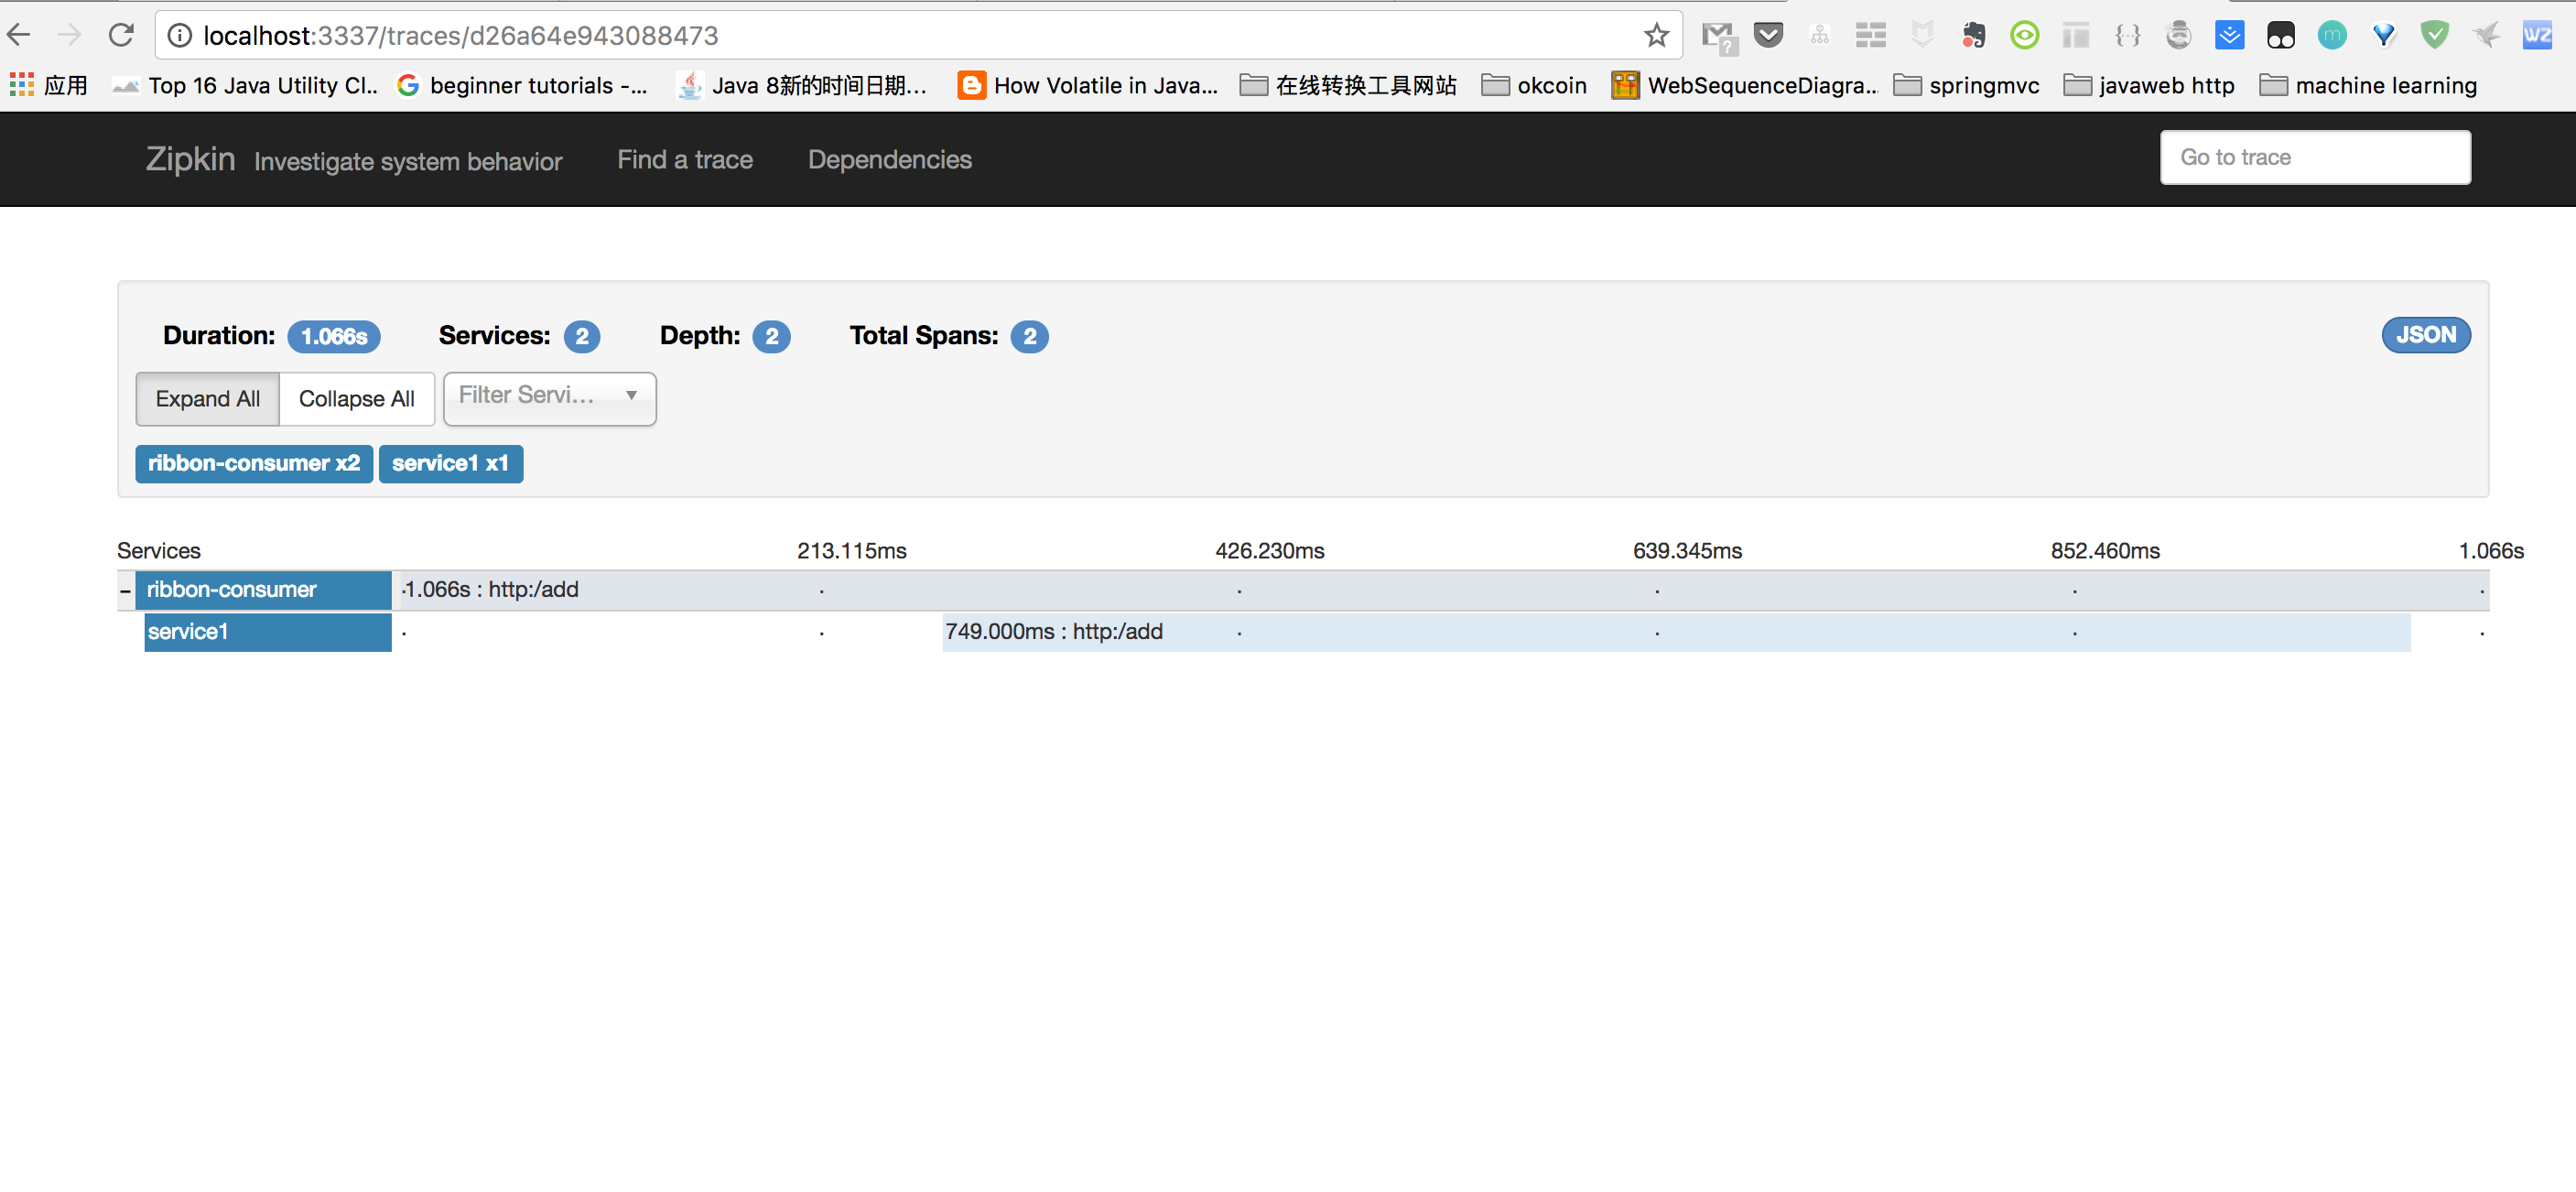 localhost:3337/traces/d26a64e943088473
应用 Top 16 Java Utility Cl... beginner tutorials -... Java 8新的时间日期... How Volatile in Java... 在线转换工具网站 okcoin WebSequenceDiagra... springmvc javaweb http machine learning
Zipkin Investigate system behavior Find a trace Dependencies Go to trace
Duration: 1.066s Services: 2 Depth: 2 Total Spans: 2 JSON
Expand All Collapse All Filter Servi...
ribbon-consumer x2 service1 x1
Services 213.115ms 426.230ms 639.345ms 852.460ms 1.066s
- ribbon-consumer 1.066s : http:/add
service1 749.000ms : http:/add